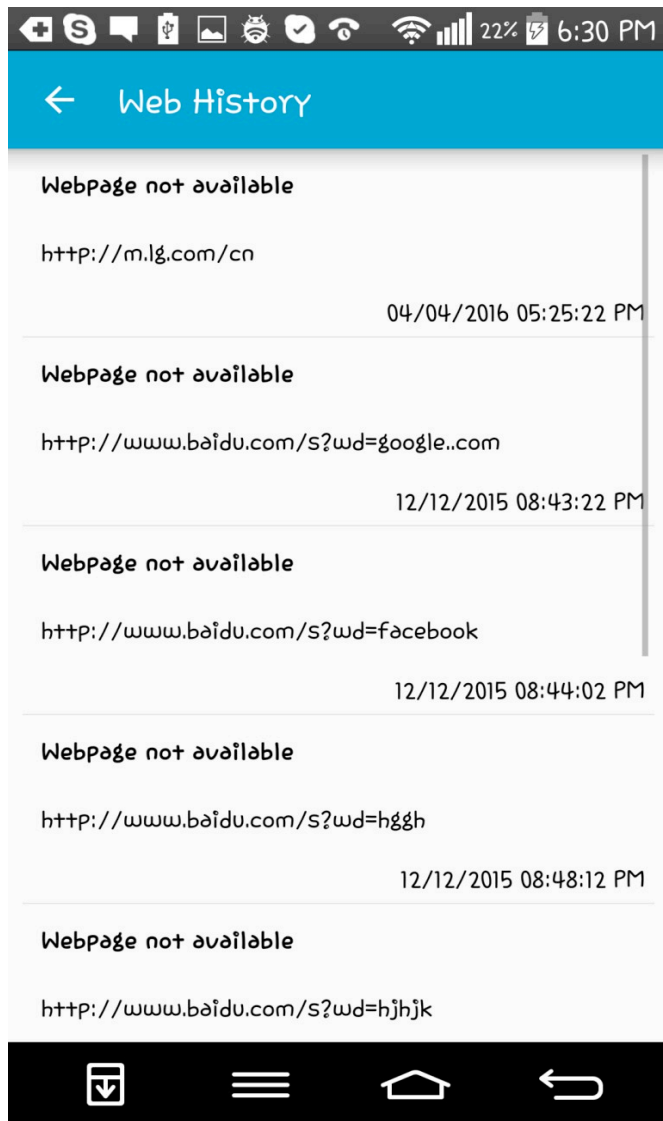 22% 6:30 PM
Web History
Webpage not available
http://m.lg.com/cn
04/04/2016 05:25:22 PM
Webpage not available
http://www.baidu.com/s?wd=google..com
12/12/2015 08:43:22 PM
Webpage not available
http://www.baidu.com/s?wd=facebook
12/12/2015 08:44:02 PM
Webpage not available
http://www.baidu.com/s?wd=hggh
12/12/2015 08:48:12 PM
Webpage not available
http://www.baidu.com/s?wd=hjhjk